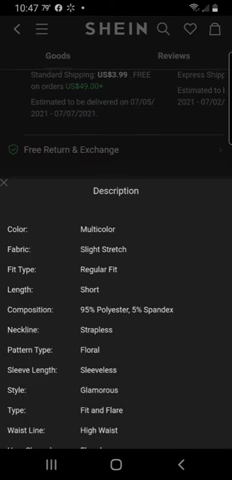 10:47 79°
SHEIN
Goods Reviews
Standard Shipping: US$3.99, FREE
on orders US$49.00+
Estimated to be delivered on 07/05/
2021 - 07/07/2021.
Express Shipp
Estimated to b
2021 - 07/02/
Free Return & Exchange
Description
Color: Multicolor
Fabric: Slight Stretch
Fit Type: Regular Fit
Length: Short
Composition: 95% Polyester, 5% Spandex
Neckline: Strapless
Pattern Type: Floral
Sleeve Length: Sleeveless
Style: Glamorous
Type: Fit and Flare
Waist Line: High Waist